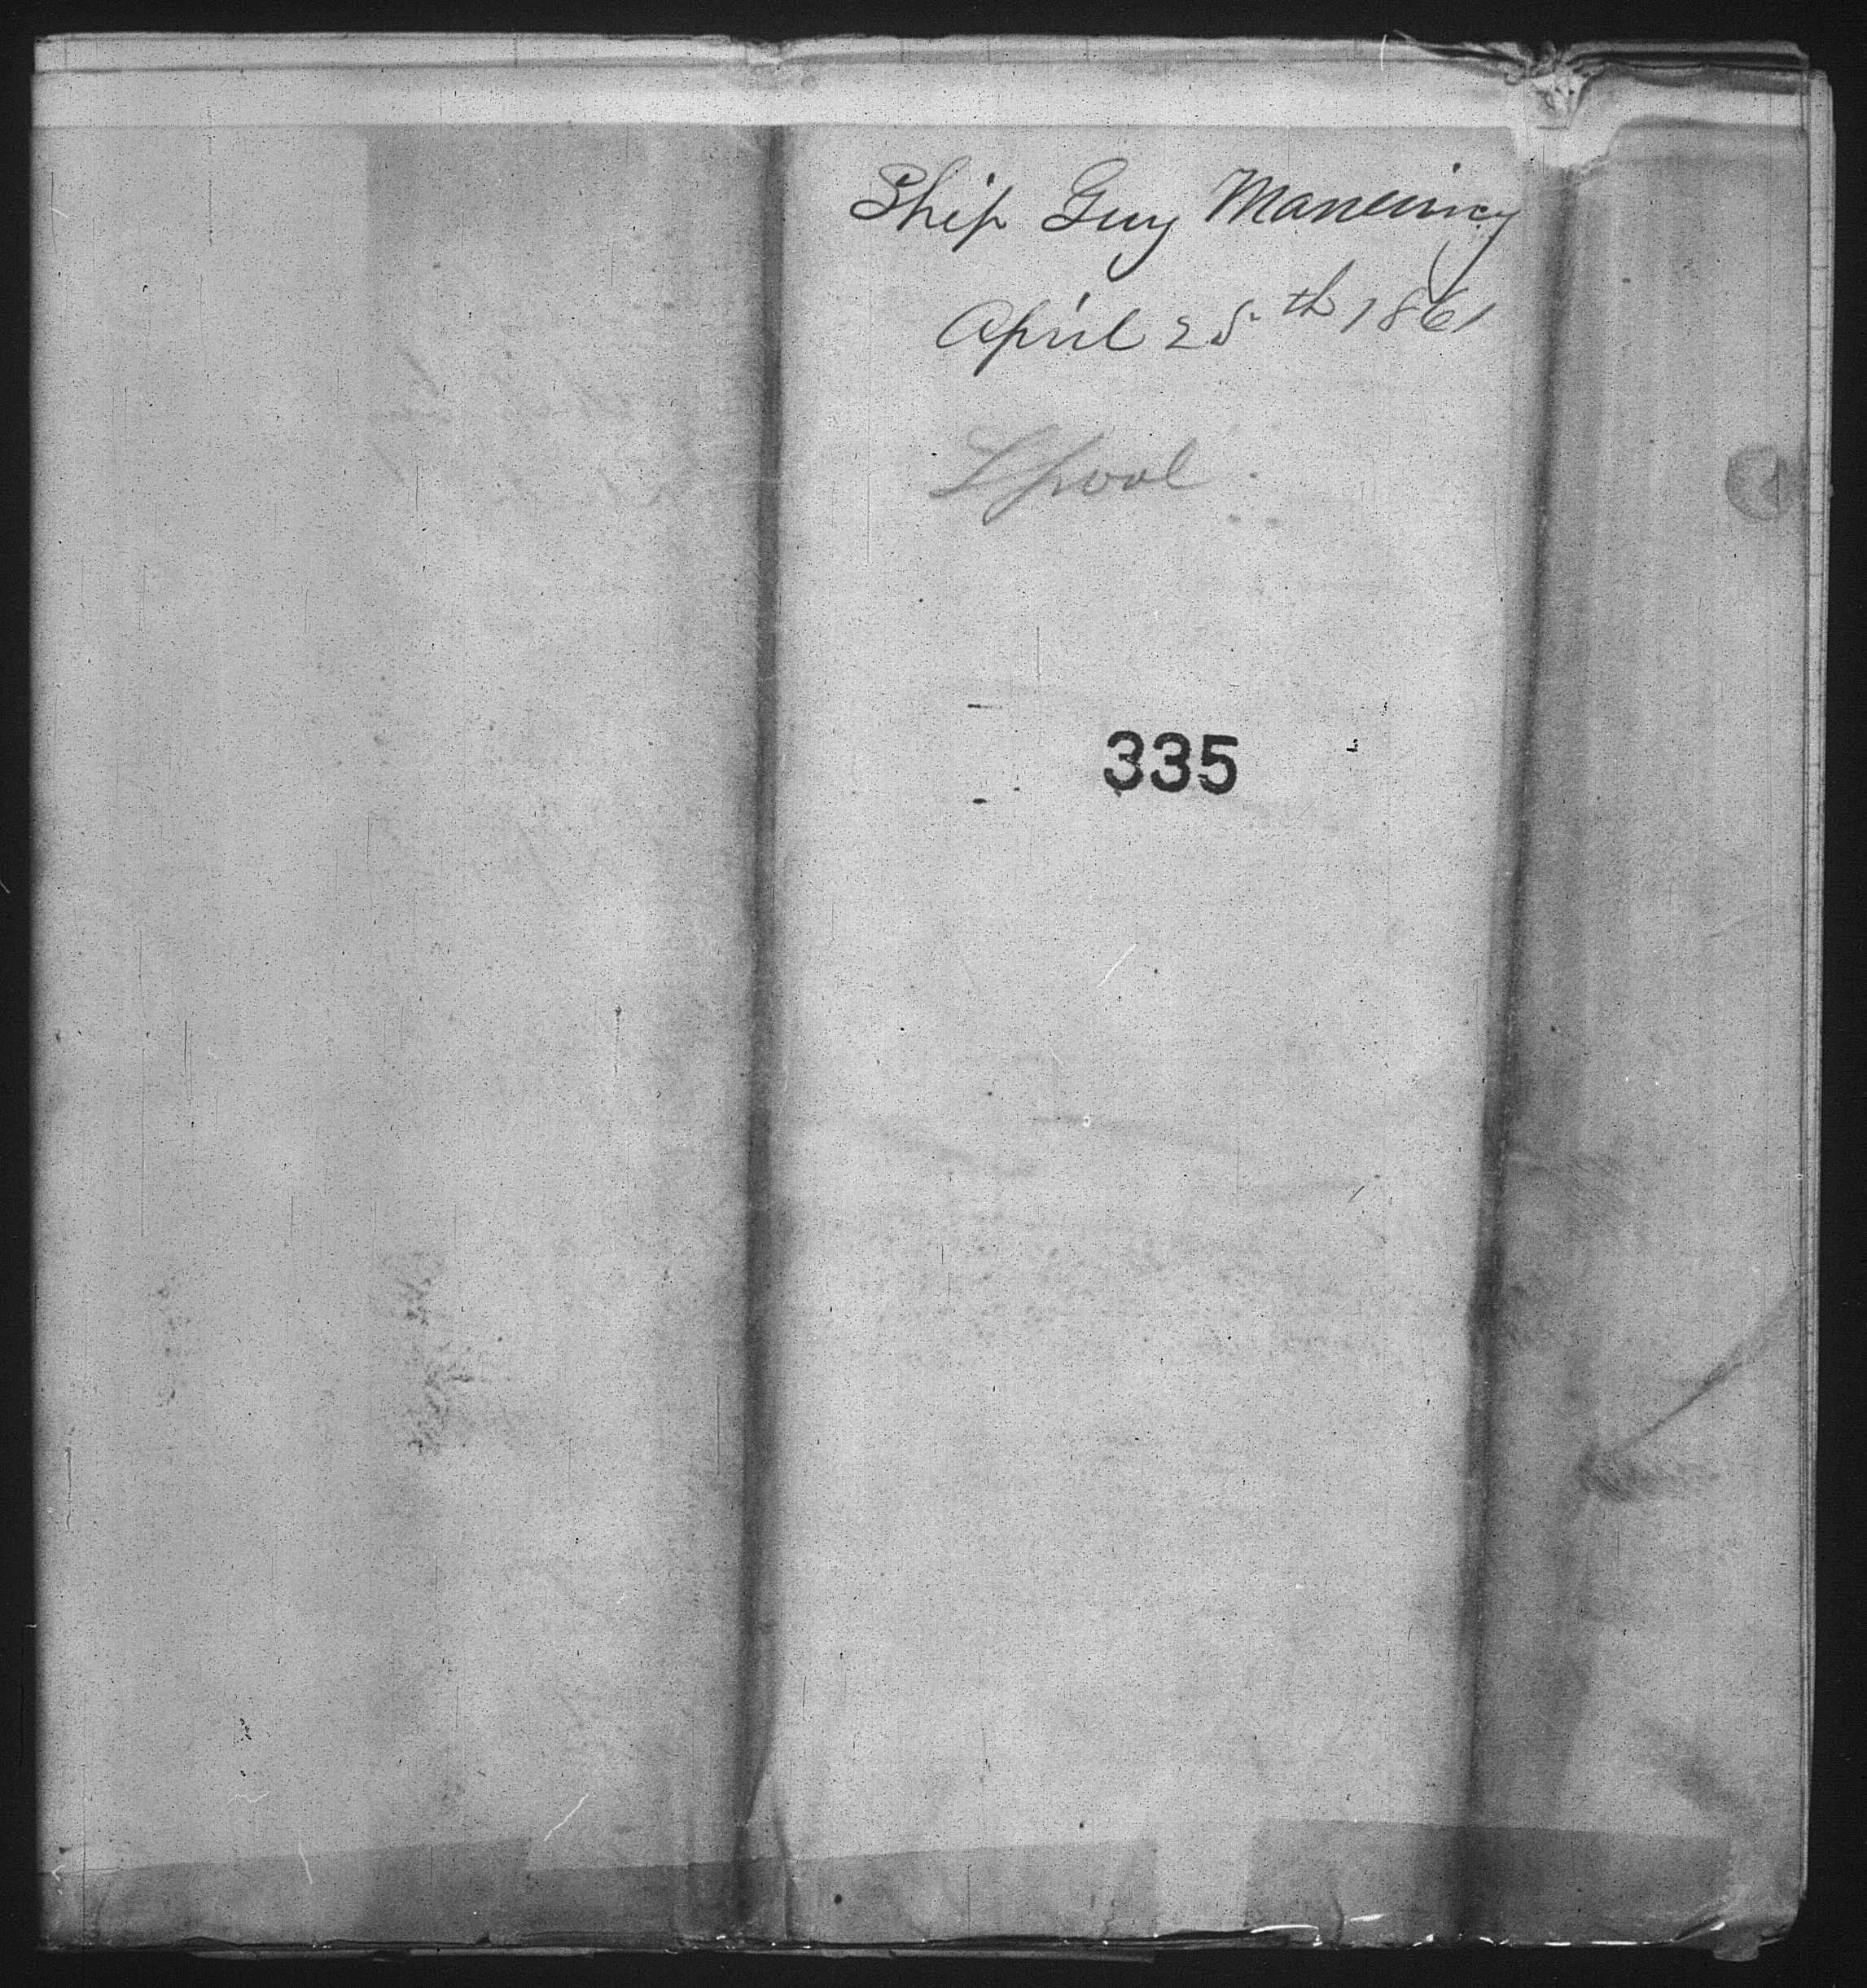 Ship Guy Mannering
April 25th 1861
Lpool
335